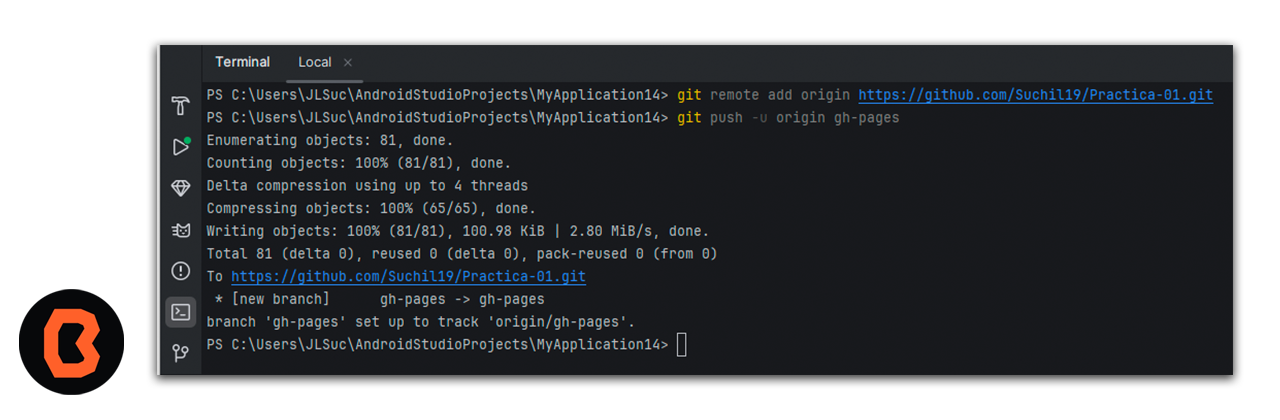 Terminal Local ×
PS C:\Users\JLSuc\AndroidStudioProjects\MyApplication14> git remote add origin https://github.com/Suchil19/Practica-01.git
PS C:\Users\JLSuc\AndroidStudioProjects\MyApplication14> git push -u origin gh-pages
Enumerating objects: 81, done.
Counting objects: 100% (81/81), done.
Delta compression using up to 4 threads
Compressing objects: 100% (65/65), done.
Writing objects: 100% (81/81), 100.98 KiB | 2.80 MiB/s, done.
Total 81 (delta 0), reused 0 (delta 0), pack-reused 0 (from 0)
To https://github.com/Suchil19/Practica-01.git
 * [new branch]      gh-pages -> gh-pages
branch 'gh-pages' set up to track 'origin/gh-pages'.
PS C:\Users\JLSuc\AndroidStudioProjects\MyApplication14>
B